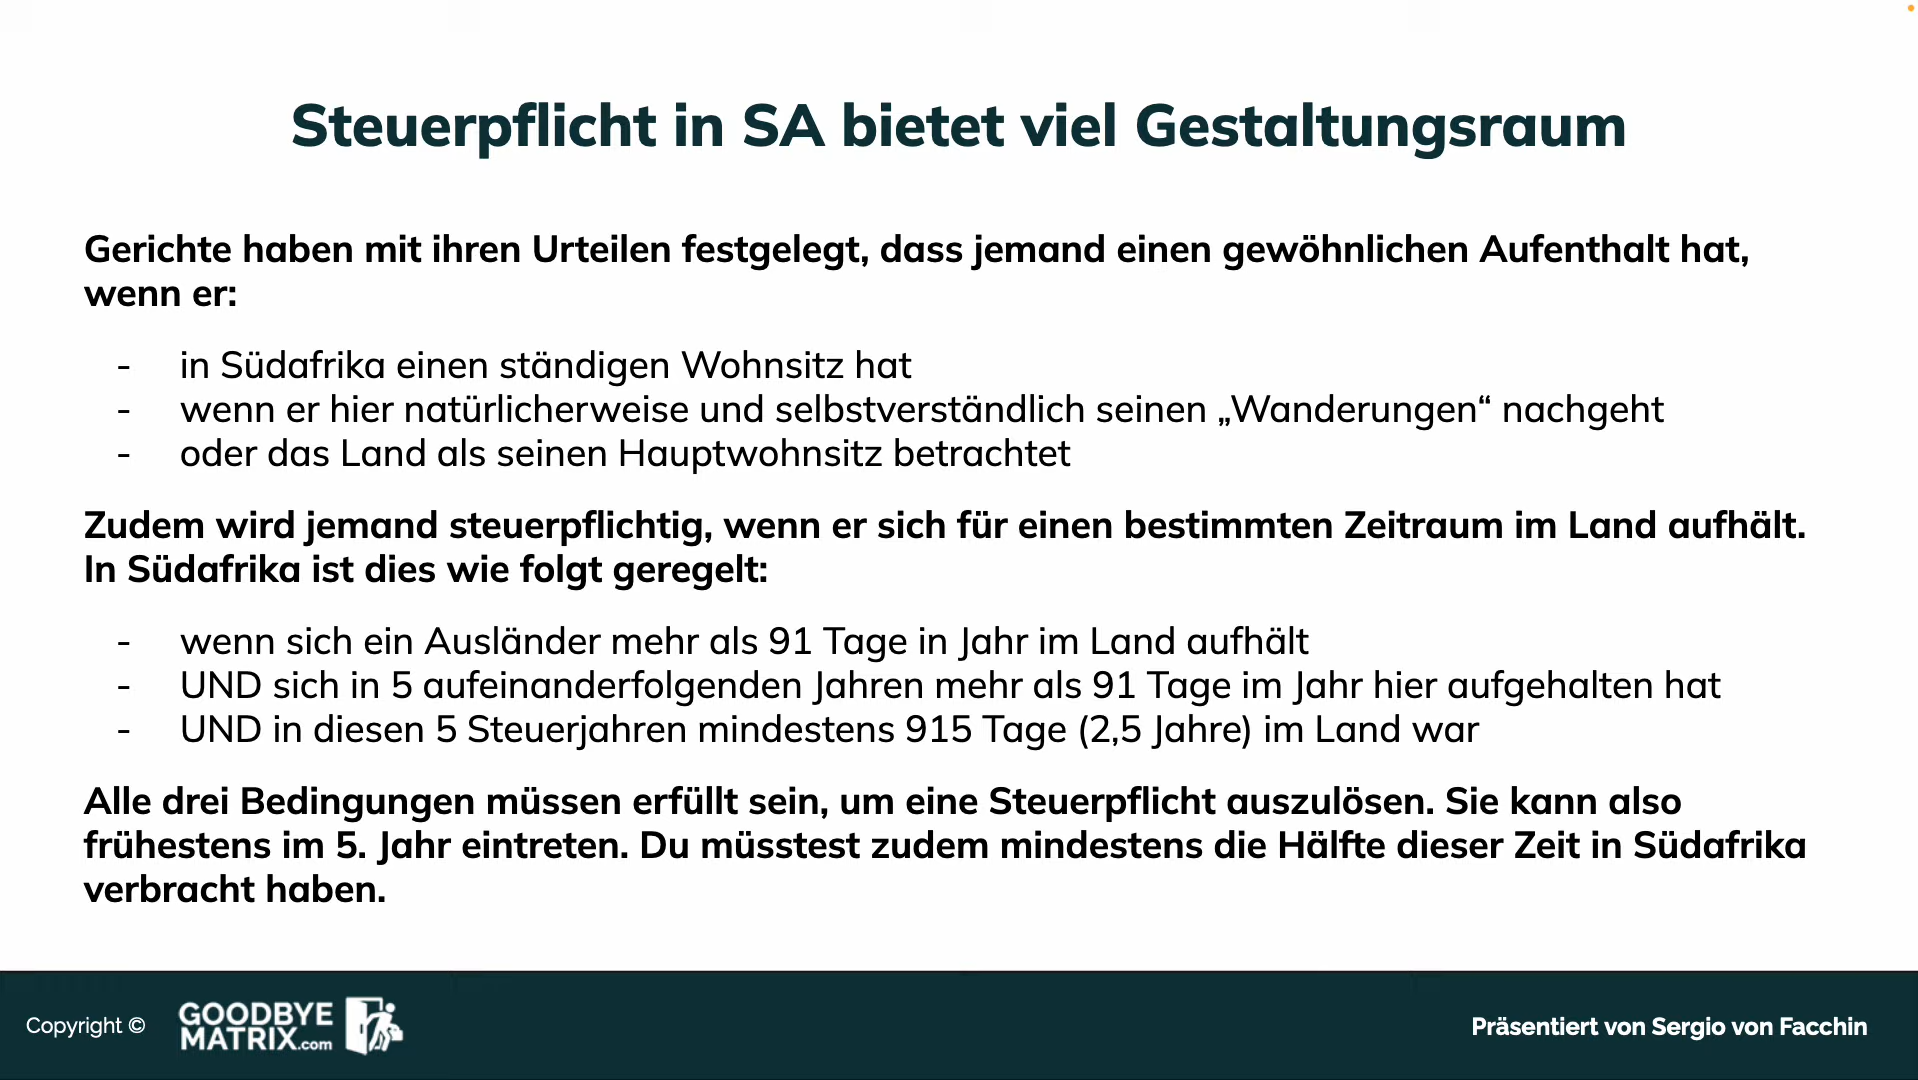 Steuerpflicht in SA bietet viel Gestaltungsraum
Gerichte haben mit ihren Urteilen festgelegt, dass jemand einen gewöhnlichen Aufenthalt hat,
wenn er:
- in Südafrika einen ständigen Wohnsitz hat
- wenn er hier natürlicherweise und selbstverständlich seinen „Wanderungen“ nachgeht
- oder das Land als seinen Hauptwohnsitz betrachtet
Zudem wird jemand steuerpflichtig, wenn er sich für einen bestimmten Zeitraum im Land aufhält.
In Südafrika ist dies wie folgt geregelt:
- wenn sich ein Ausländer mehr als 91 Tage in Jahr im Land aufhält
- UND sich in 5 aufeinanderfolgenden Jahren mehr als 91 Tage im Jahr hier aufgehalten hat
- UND in diesen 5 Steuerjahren mindestens 915 Tage (2,5 Jahre) im Land war
Alle drei Bedingungen müssen erfüllt sein, um eine Steuerpflicht auszulösen. Sie kann also
frühestens im 5. Jahr eintreten. Du müsstest zudem mindestens die Hälfte dieser Zeit in Südafrika
verbracht haben.
Copyright ©
GOODBYE
MATRIX.com
Präsentiert von Sergio von Facchin